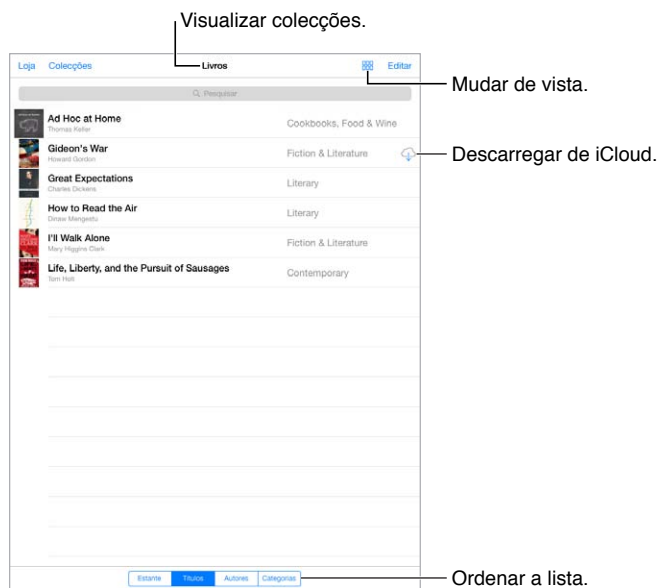 Visualizar colecções.
Loja Colecções Livros Editar
Mudar de vista.
Pesquisar
Ad Hoc at Home Cookbooks, Food & Wine
Thomas Keller
Gideon's War Fiction & Literature Descarregar de iCloud.
Howard Gordon
Great Expectations Literary
Charles Dickens
How to Read the Air Literary
Dinaw Mengestu
I'll Walk Alone Fiction & Literature
Mary Higgins Clark
CLARK
Life, Liberty, and the Pursuit of Sausages Contemporary
Tom Holt
Estante Títulos Autores Categorias Ordenar a lista.